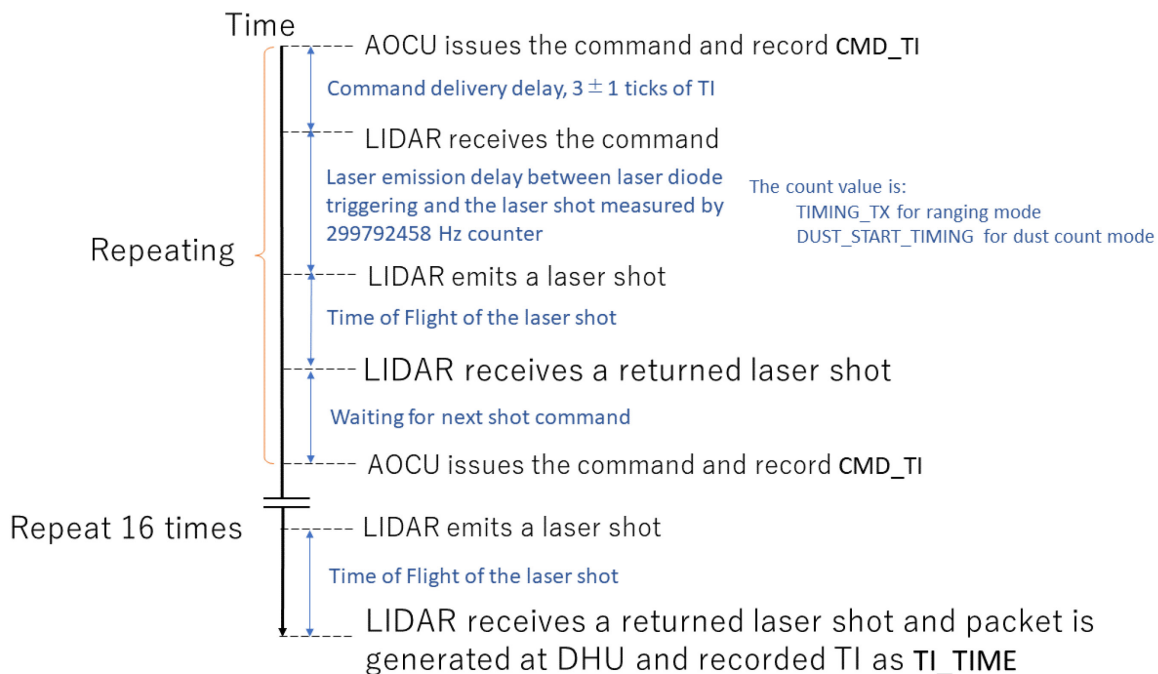 Time
AOCU issues the command and record CMD_TI
Command delivery delay, 3 ± 1 ticks of TI
LIDAR receives the command
Laser emission delay between laser diode
triggering and the laser shot measured by
299792458 Hz counter
The count value is:
TIMING_TX for ranging mode
DUST_START_TIMING for dust count mode
Repeating
LIDAR emits a laser shot
Time of Flight of the laser shot
LIDAR receives a returned laser shot
Waiting for next shot command
AOCU issues the command and record CMD_TI
Repeat 16 times
LIDAR emits a laser shot
Time of Flight of the laser shot
LIDAR receives a returned laser shot and packet is
generated at DHU and recorded TI as TI_TIME